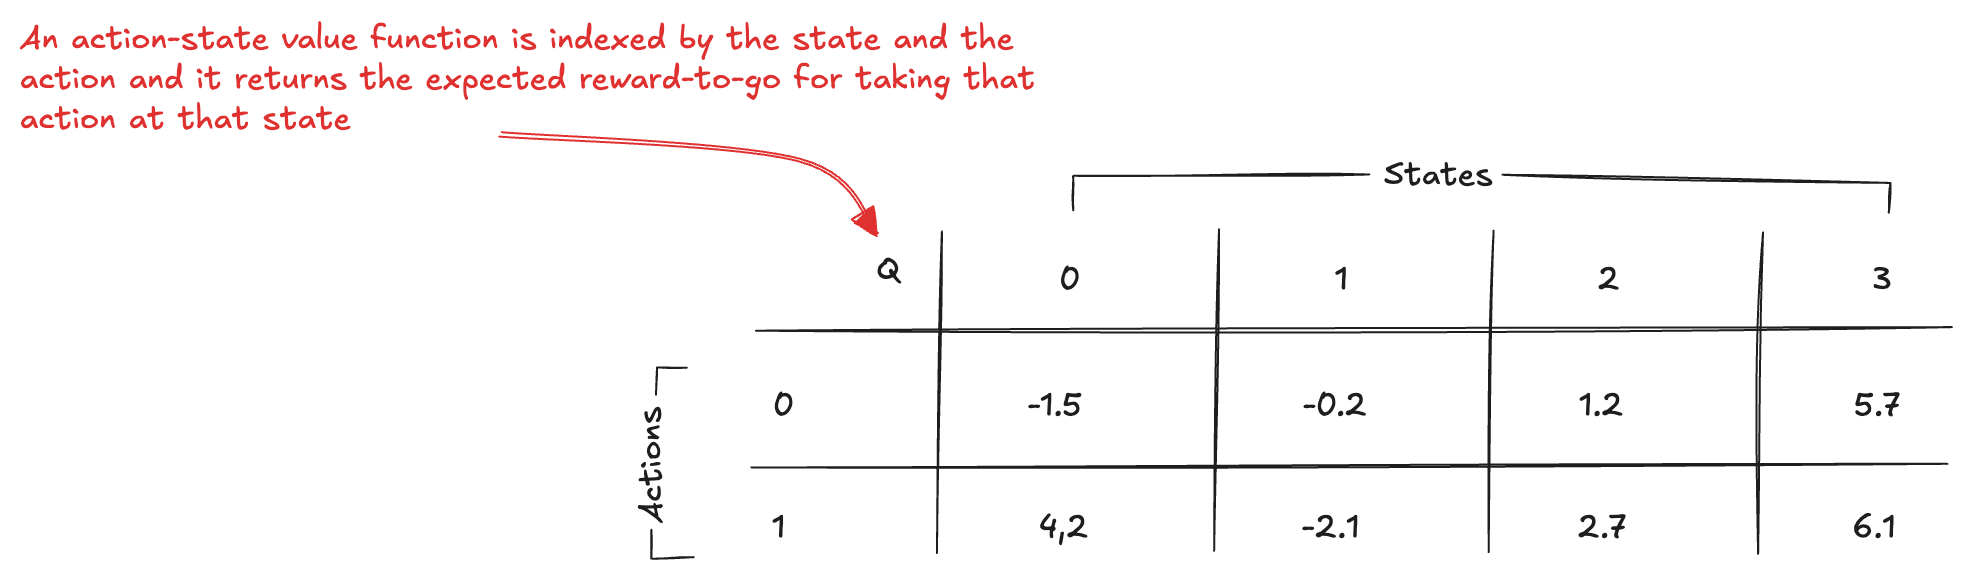 An action-state value function is indexed by the state and the
action and it returns the expected reward-to-go for taking that
action at that state
States
Q 0 1 2 3
Actions
0 -1.5 -0.2 1.2 5.7
1 4,2 -2.1 2.7 6.1